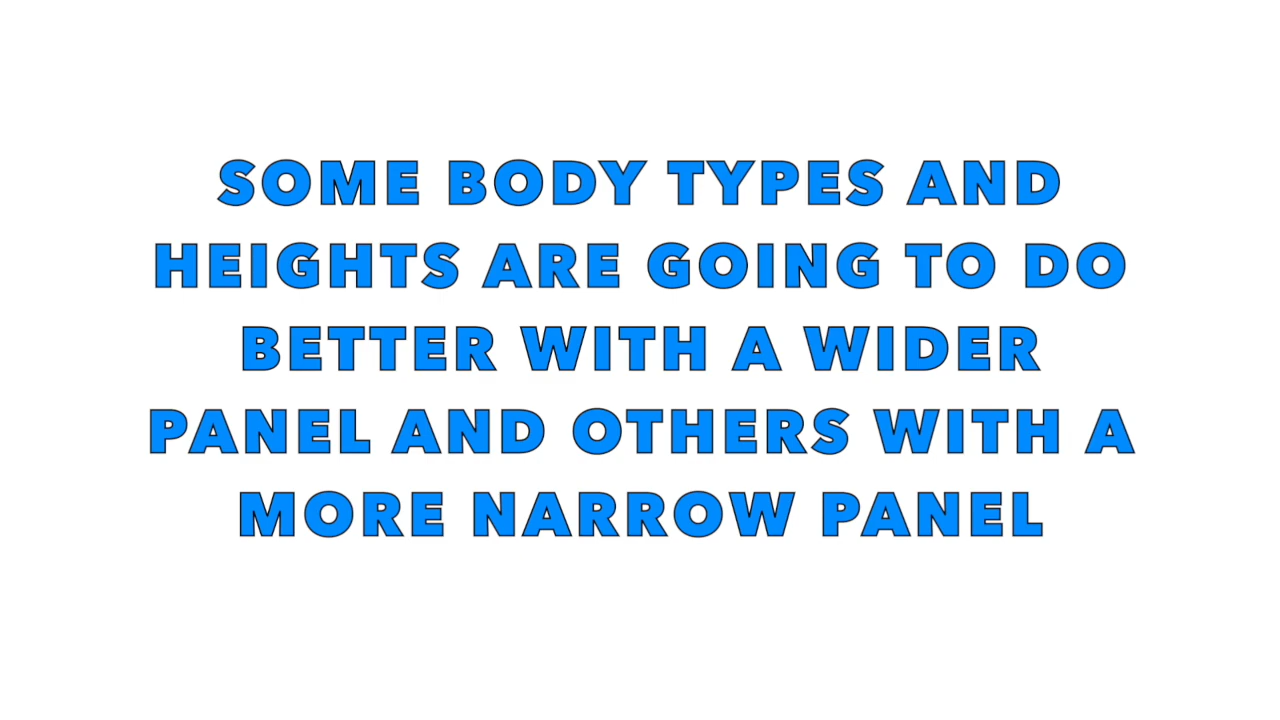 SOME BODY TYPES AND
HEIGHTS ARE GOING TO DO
BETTER WITH A WIDER
PANEL AND OTHERS WITH A
MORE NARROW PANEL